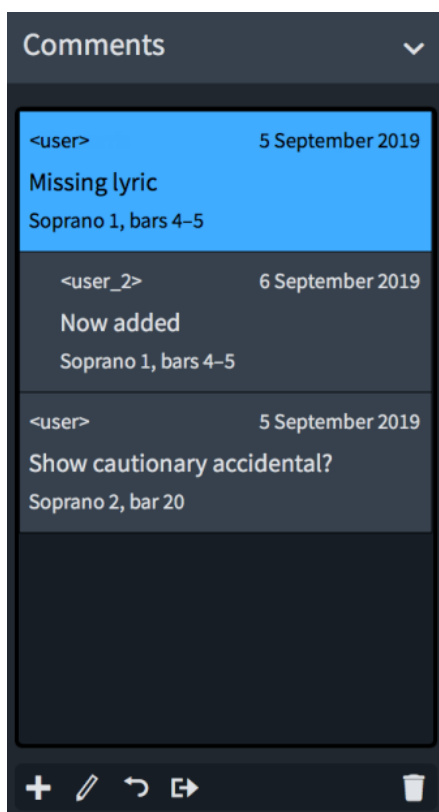 Comments
<user> 5 September 2019
Missing lyric
Soprano 1, bars 4–5
<user_2> 6 September 2019
Now added
Soprano 1, bars 4–5
<user> 5 September 2019
Show cautionary accidental?
Soprano 2, bar 20